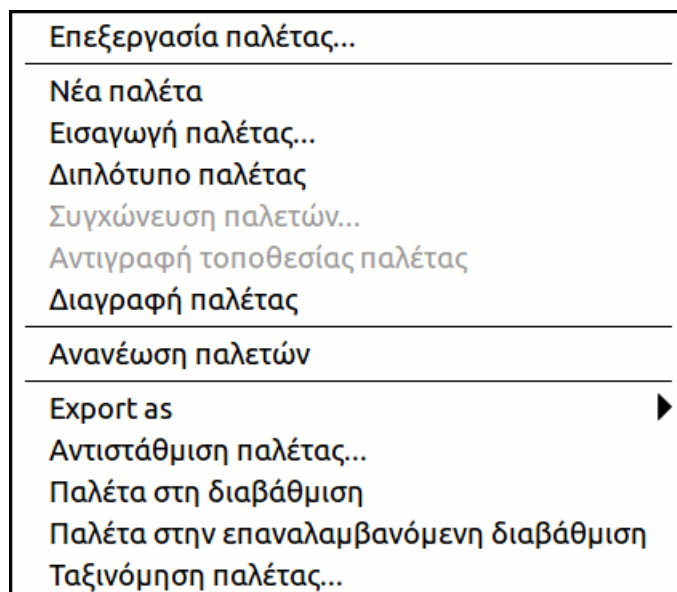 Επεξεργασία παλέτας...
Νέα παλέτα
Εισαγωγή παλέτας...
Διπλότυπο παλέτας
Συγχώνευση παλετών...
Αντιγραφή τοποθεσίας παλέτας
Διαγραφή παλέτας
Ανανέωση παλετών
Export as
Αντιστάθμιση παλέτας...
Παλέτα στη διαβάθμιση
Παλέτα στην επαναλαμβανόμενη διαβάθμιση
Ταξινόμηση παλέτας...